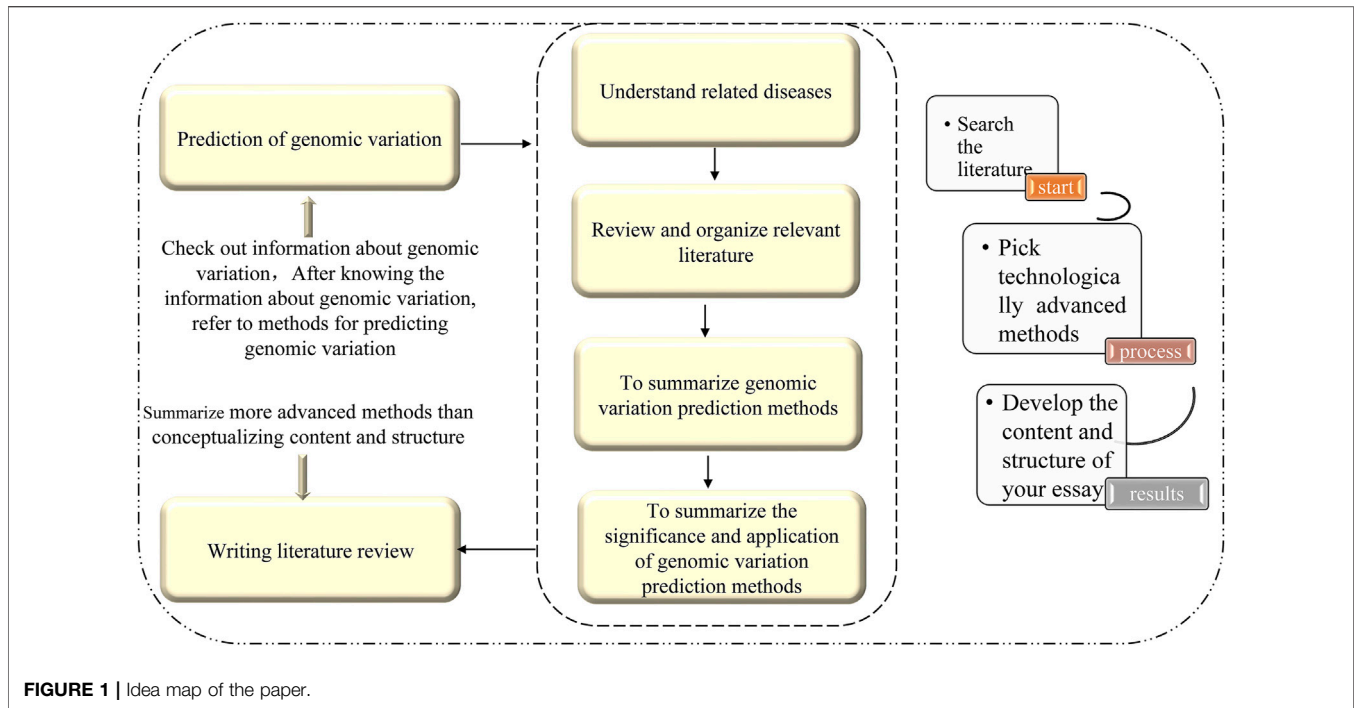 Prediction of genomic variation
Check out information about genomic
variation，After knowing the
information about genomic variation,
refer to methods for predicting
genomic variation
Summarize more advanced methods than
conceptualizing content and structure
Writing literature review
Understand related diseases
Review and organize relevant
literature
To summarize genomic
variation prediction methods
To summarize the
significance and application
of genomic variation
prediction methods
• Search
the
literature
start
• Pick
technologica
lly advanced
methods
process
• Develop the
content and
structure of
your essay
results
FIGURE 1 | Idea map of the paper.